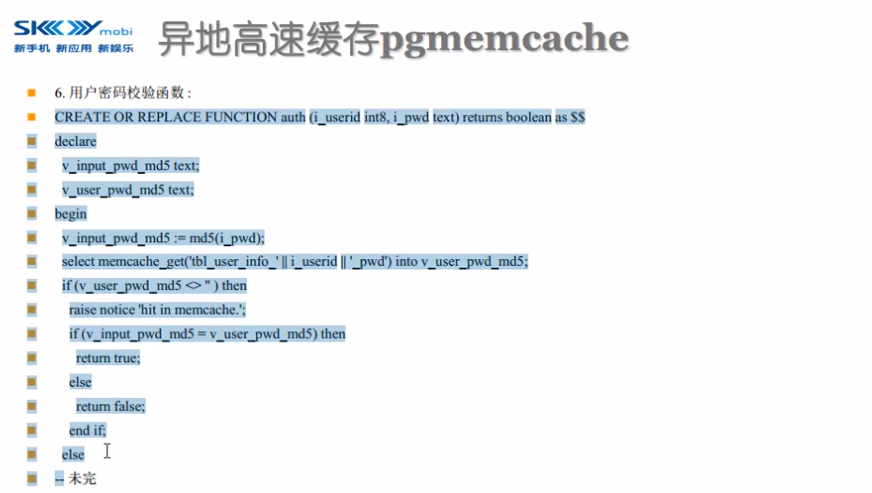 SKYmobi
新手机 新应用 新娱乐
异地高速缓存pgmemcache
6. 用户密码校验函数 :
CREATE OR REPLACE FUNCTION auth (i_userid int8, i_pwd text) returns boolean as $$
declare
v_input_pwd_md5 text;
v_user_pwd_md5 text;
begin
v_input_pwd_md5 := md5(i_pwd);
select memcache_get('tbl_user_info_' || i_userid || '_pwd') into v_user_pwd_md5;
if (v_user_pwd_md5 <> '' ) then
raise notice 'hit in memcache.';
if (v_input_pwd_md5 = v_user_pwd_md5) then
return true;
else
return false;
end if;
else
-- 未完